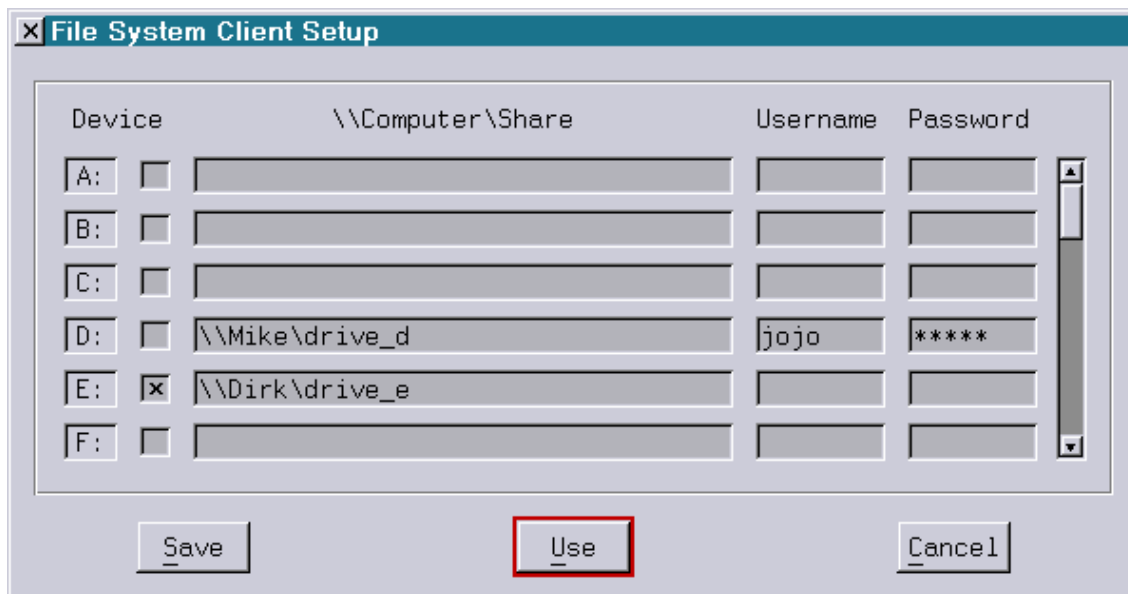 File System Client Setup
Device \\Computer\Share Username Password
A:
B:
C:
D: \\Mike\drive_d jojo *****
E: \\Dirk\drive_e
F:
Save Use Cancel